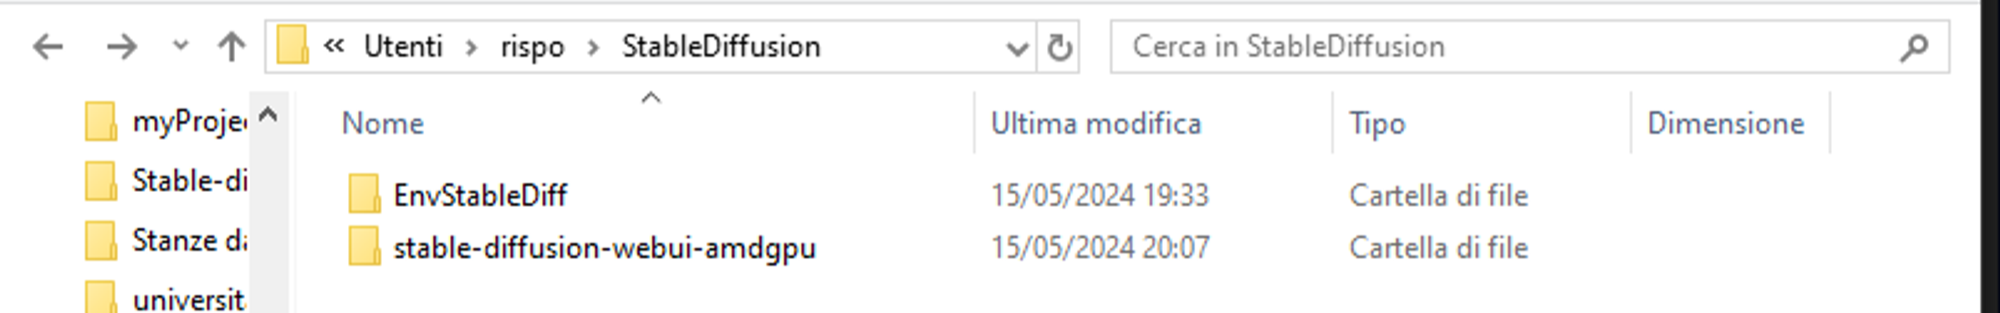 « Utenti › rispo › StableDiffusion
Cerca in StableDiffusion
myProje
Stable-di
Stanze da
universit
Nome Ultima modifica Tipo Dimensione
EnvStableDiff 15/05/2024 19:33 Cartella di file
stable-diffusion-webui-amdgpu 15/05/2024 20:07 Cartella di file